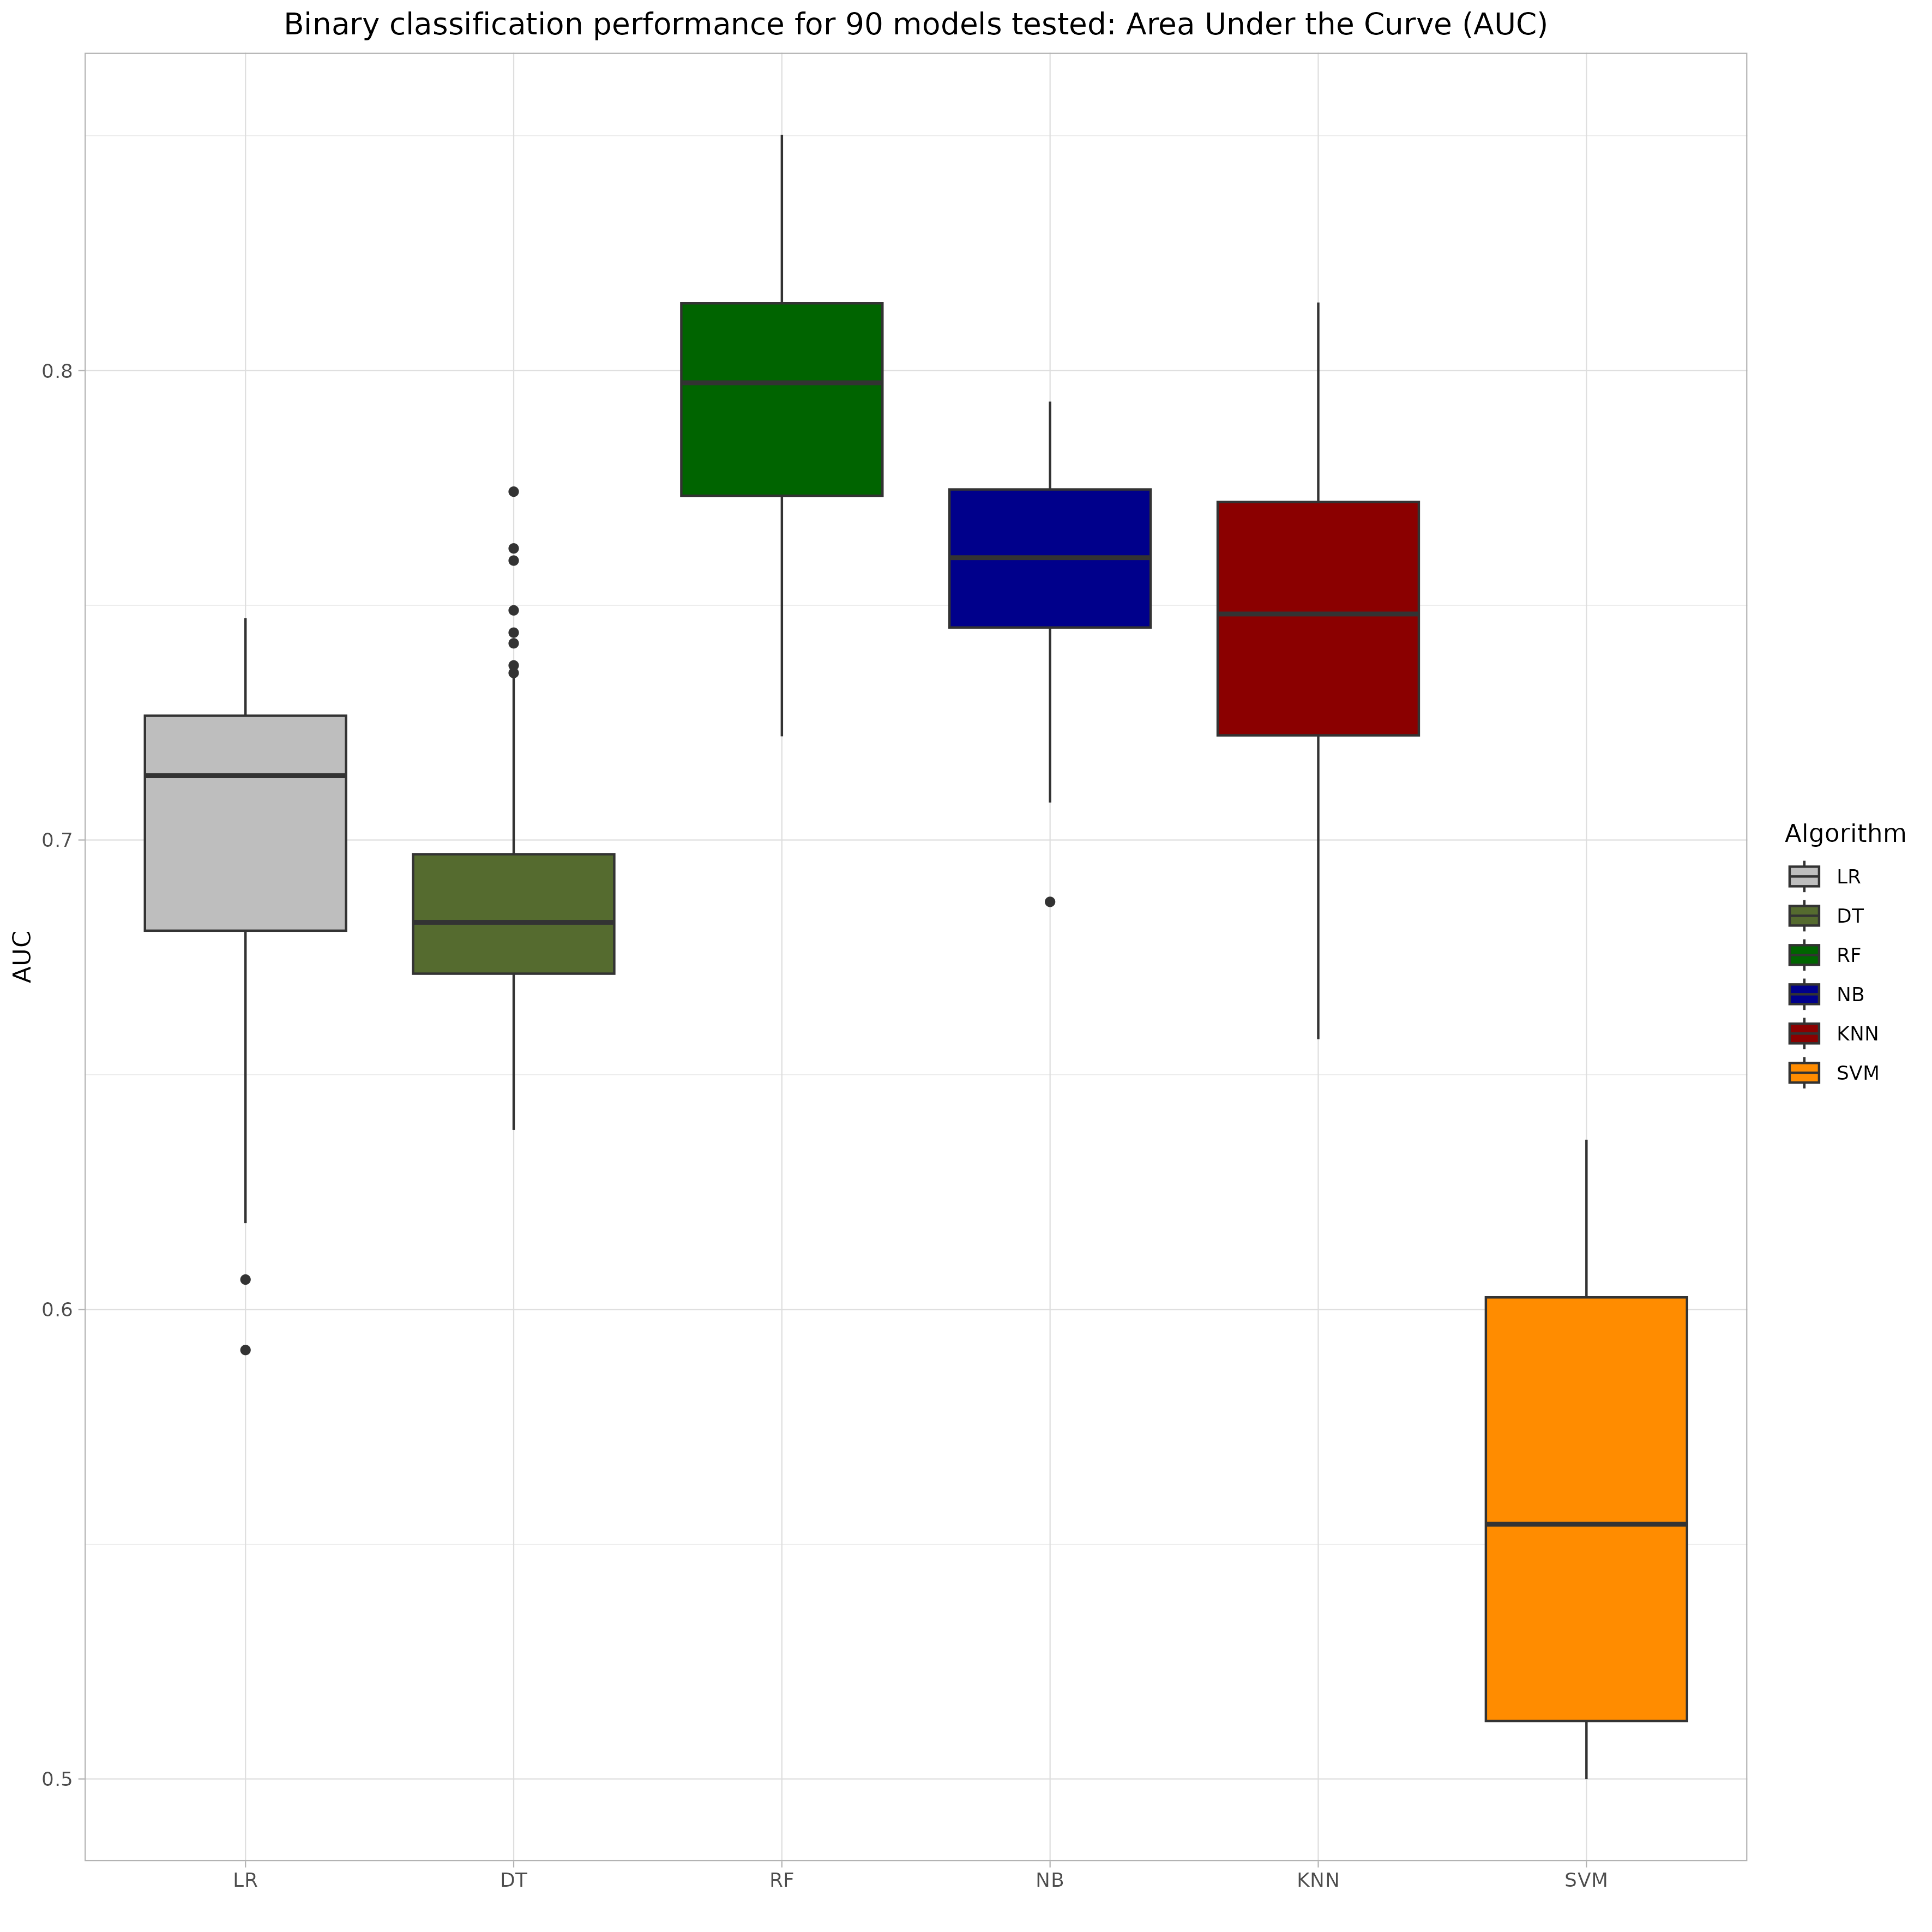 Binary classification performance for 90 models tested: Area Under the Curve (AUC)
AUC
0.8
0.7
0.6
0.5
LR
DT
RF
NB
KNN
SVM
Algorithm
LR
DT
RF
NB
KNN
SVM